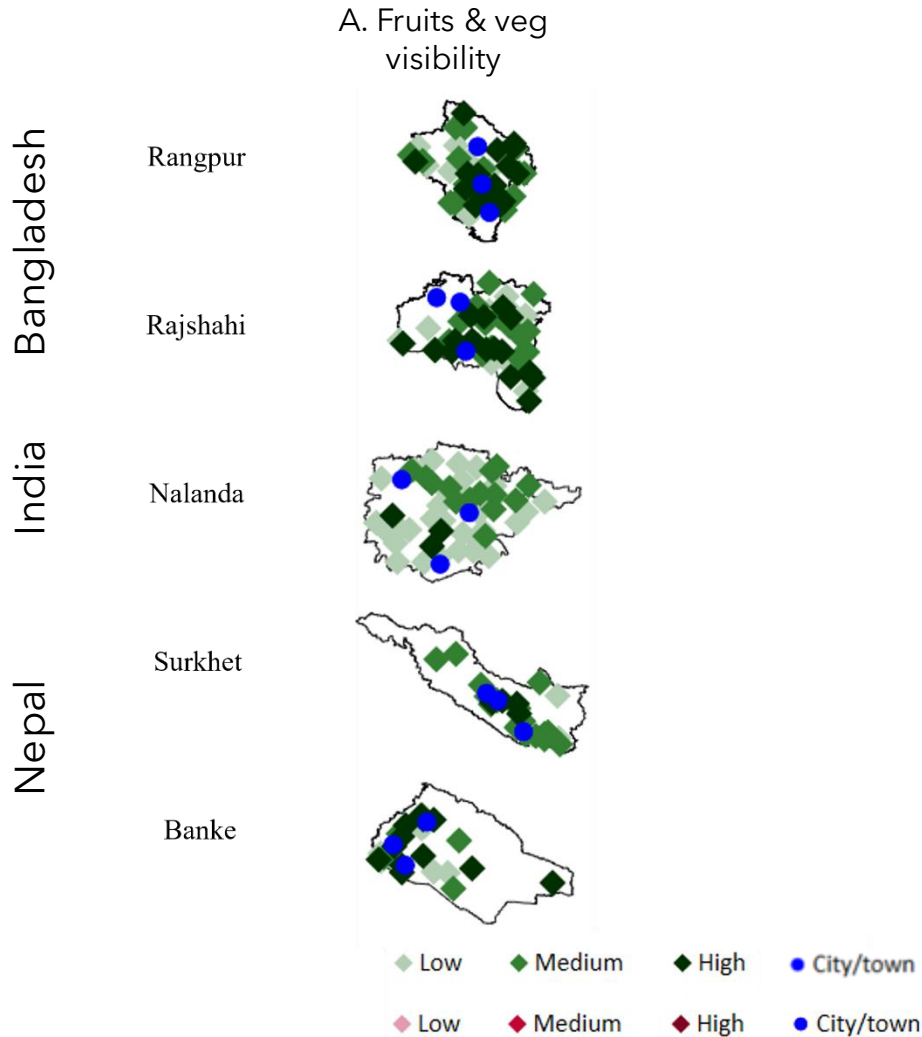 A. Fruits & veg
visibility
Bangladesh
Rangpur
Rajshahi
India
Nalanda
Nepal
Surkhet
Banke
Low Medium High City/town
Low Medium High City/town